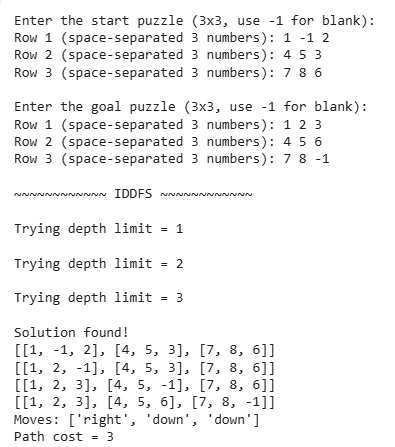 Enter the start puzzle (3x3, use -1 for blank):
Row 1 (space-separated 3 numbers): 1 -1 2
Row 2 (space-separated 3 numbers): 4 5 3
Row 3 (space-separated 3 numbers): 7 8 6
Enter the goal puzzle (3x3, use -1 for blank):
Row 1 (space-separated 3 numbers): 1 2 3
Row 2 (space-separated 3 numbers): 4 5 6
Row 3 (space-separated 3 numbers): 7 8 -1
~~~~~~~~~~~~ IDDFS ~~~~~~~~~~~~
Trying depth limit = 1
Trying depth limit = 2
Trying depth limit = 3
Solution found!
[[1, -1, 2], [4, 5, 3], [7, 8, 6]]
[[1, 2, -1], [4, 5, 3], [7, 8, 6]]
[[1, 2, 3], [4, 5, -1], [7, 8, 6]]
[[1, 2, 3], [4, 5, 6], [7, 8, -1]]
Moves: ['right', 'down', 'down']
Path cost = 3